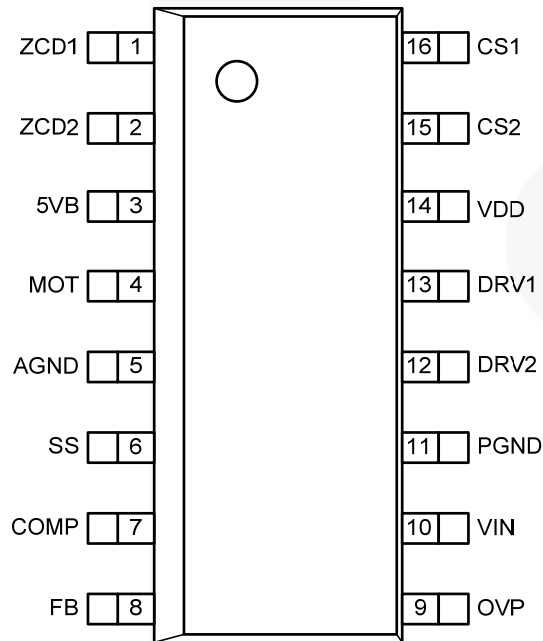 ZCD1 1 16 CS1
ZCD2 2 15 CS2
5VB 3 14 VDD
MOT 4 13 DRV1
AGND 5 12 DRV2
SS 6 11 PGND
COMP 7 10 VIN
FB 8 9 OVP